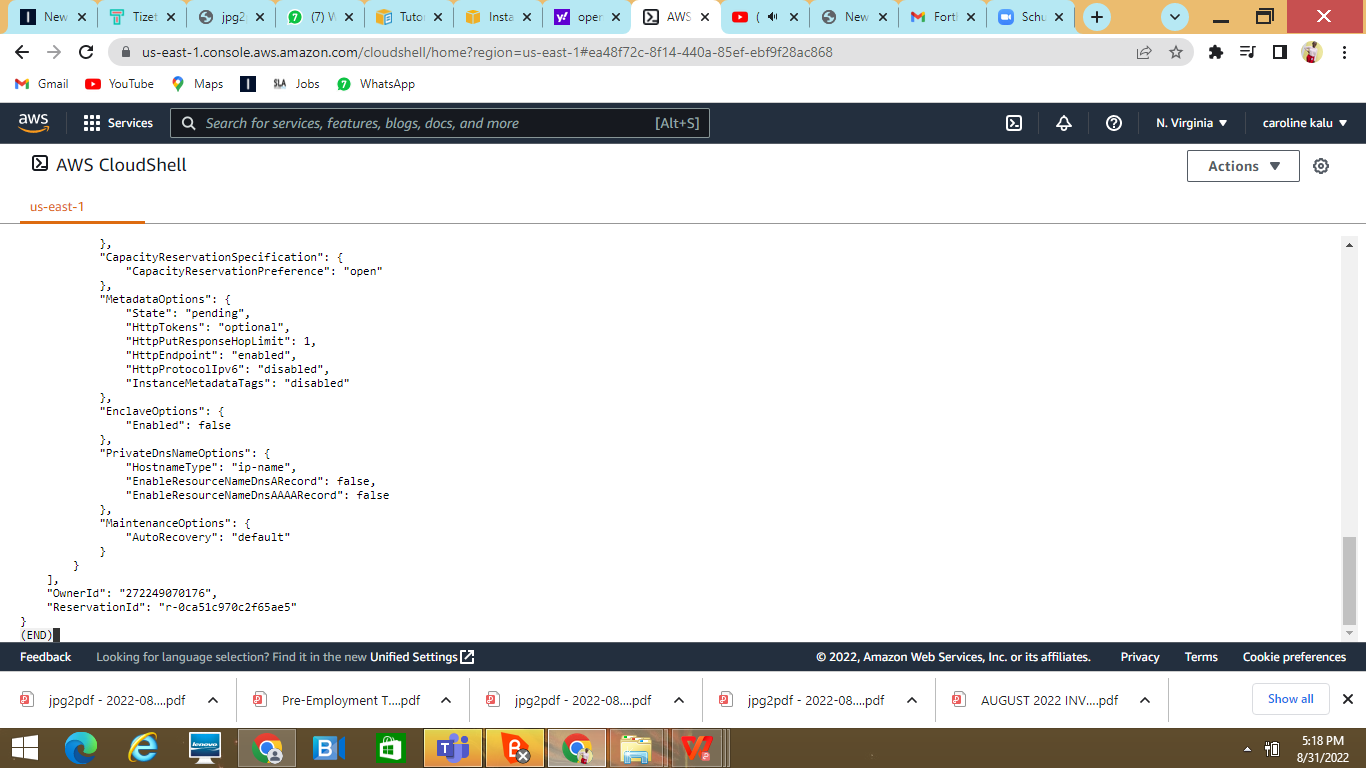 New
Tizet
jpg2
(7) W
Tutor
Insta
oper
AWS
(
New
Fort
Schu
us-east-1.console.aws.amazon.com/cloudshell/home?region=us-east-1#ea48f72c-8f14-440a-85ef-ebf9f28ac868
Gmail YouTube Maps SLA Jobs WhatsApp
aws Services Search for services, features, blogs, docs, and more [Alt+S] N. Virginia caroline kalu
AWS CloudShell Actions
us-east-1
},
"CapacityReservationSpecification": {
"CapacityReservationPreference": "open"
},
"MetadataOptions": {
"State": "pending",
"HttpTokens": "optional",
"HttpPutResponseHopLimit": 1,
"HttpEndpoint": "enabled",
"HttpProtocolIpv6": "disabled",
"InstanceMetadataTags": "disabled"
},
"EnclaveOptions": {
"Enabled": false
},
"PrivateDnsNameOptions": {
"HostnameType": "ip-name",
"EnableResourceNameDnsARecord": false,
"EnableResourceNameDnsAAAARecord": false
},
"MaintenanceOptions": {
"AutoRecovery": "default"
}
}
],
"OwnerId": "272249070176",
"ReservationId": "r-0ca51c970c2f65ae5"
}
(END)
Feedback Looking for language selection? Find it in the new Unified Settings © 2022, Amazon Web Services, Inc. or its affiliates. Privacy Terms Cookie preferences
jpg2pdf - 2022-08....pdf Pre-Employment T....pdf jpg2pdf - 2022-08....pdf jpg2pdf - 2022-08....pdf AUGUST 2022 INV....pdf Show all
lenovo
5:18 PM
8/31/2022